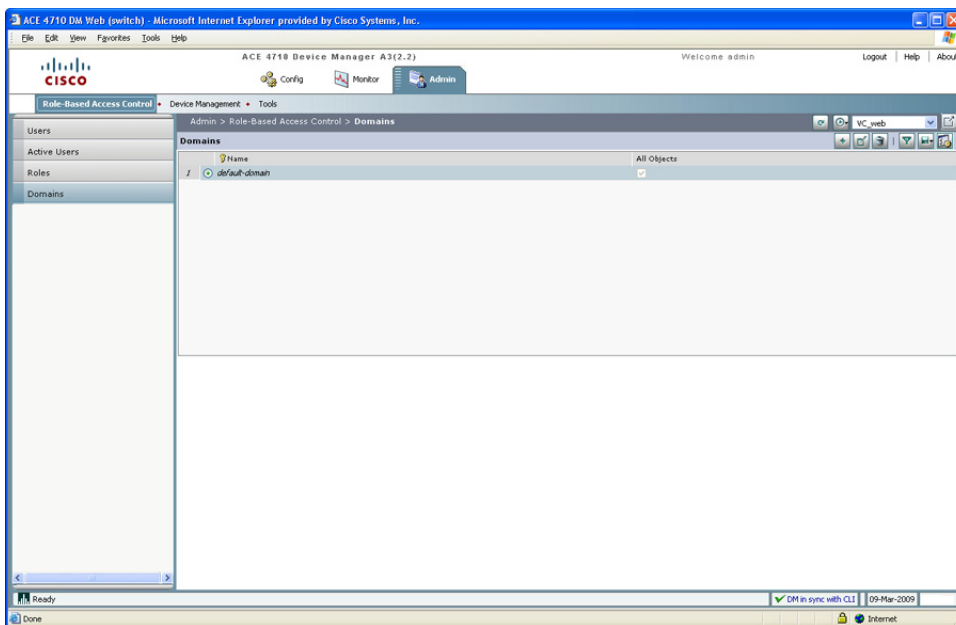 ACE 4710 DM Web (switch) - Microsoft Internet Explorer provided by Cisco Systems, Inc.
File Edit View Favorites Tools Help
CISCO
ACE 4710 Device Manager A3(2.2)
Welcome admin
Logout | Help | Abou
Config Monitor Admin
Role-Based Access Control • Device Management • Tools
Users
Active Users
Roles
Domains
Admin > Role-Based Access Control > Domains
VC_web
Domains
Name All Objects
1 default-domain
Ready
DM in sync with CLI 09-Mar-2009
Done
Internet